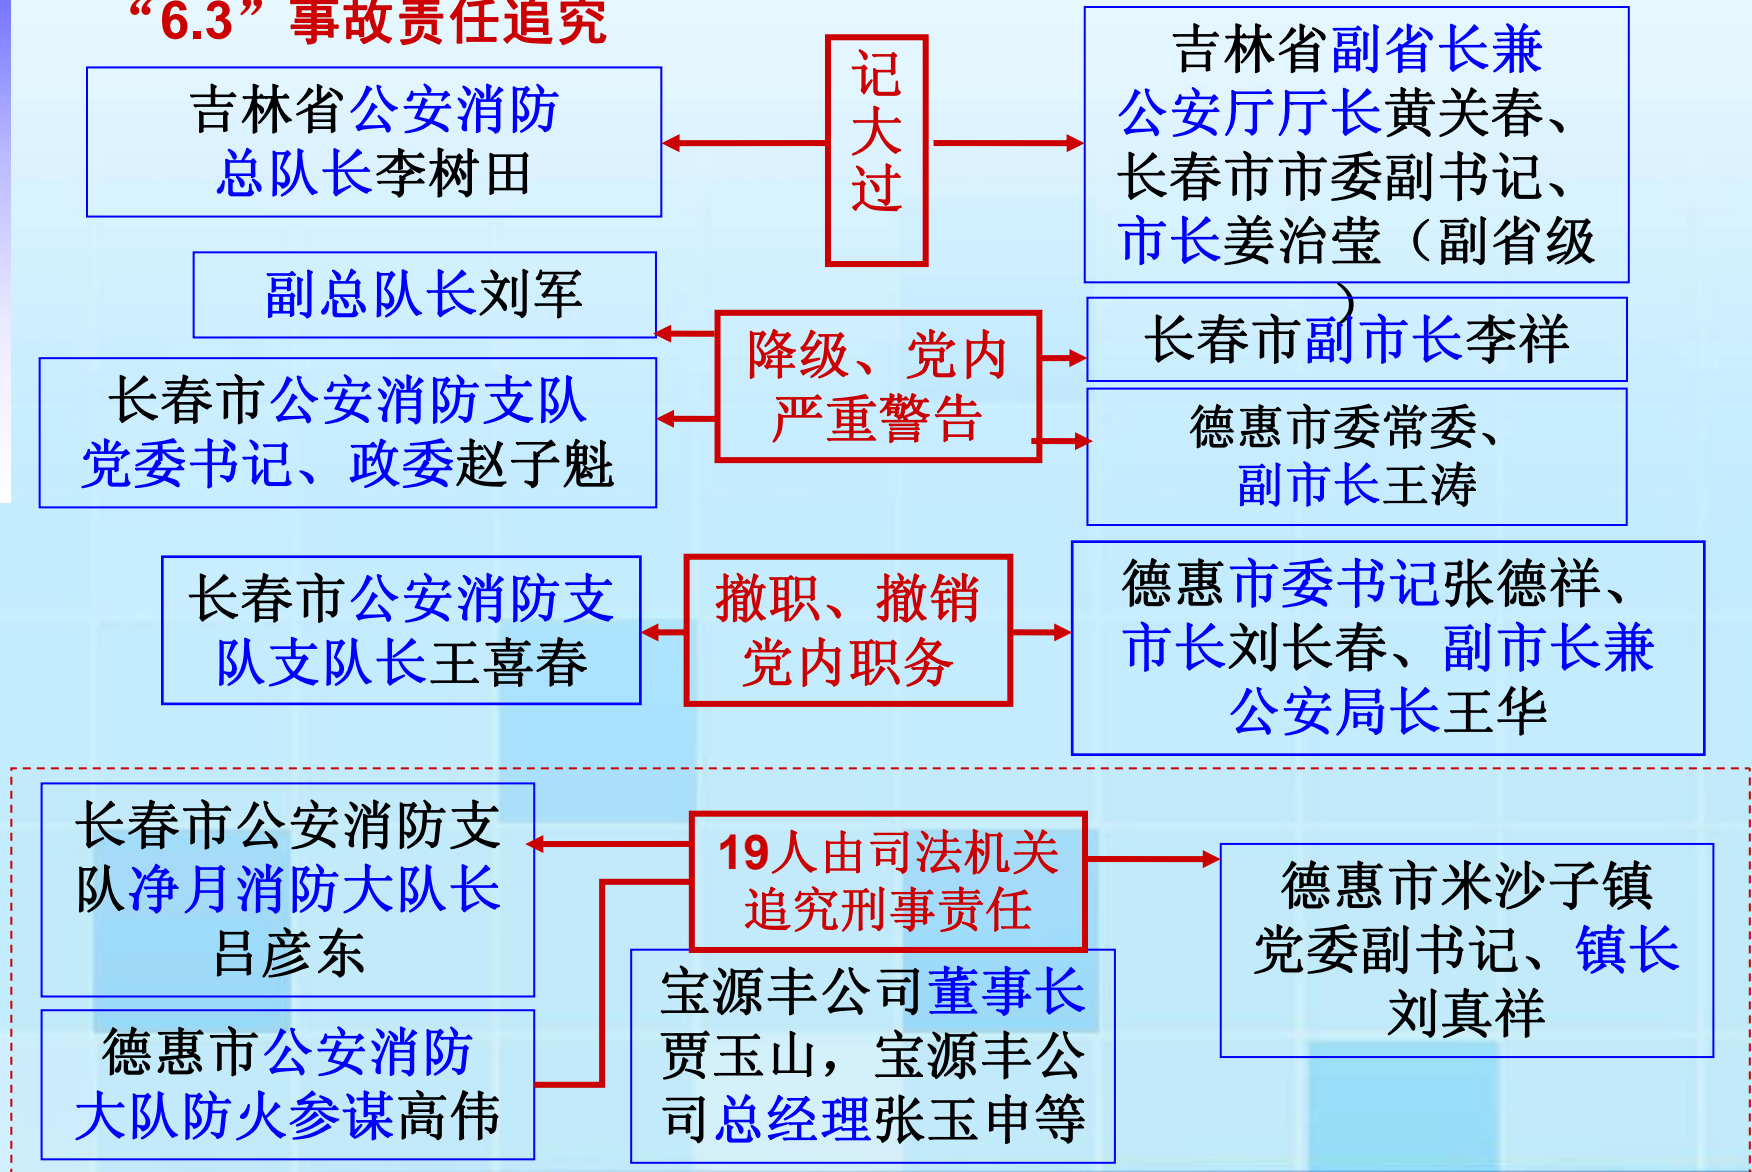 “6.3”事故责任追究
吉林省公安消防
总队长李树田
记
大
过
吉林省副省长兼
公安厅厅长黄关春、
长春市市委副书记、
市长姜治莹（副省级
）
副总队长刘军
长春市公安消防支队
党委书记、政委赵子魁
降级、党内
严重警告
长春市副市长李祥
德惠市委常委、
副市长王涛
长春市公安消防支
队支队长王喜春
撤职、撤销
党内职务
德惠市委书记张德祥、
市长刘长春、副市长兼
公安局长王华
长春市公安消防支
队净月消防大队长
吕彦东
德惠市公安消防
大队防火参谋高伟
19人由司法机关
追究刑事责任
宝源丰公司董事长
贾玉山，宝源丰公
司总经理张玉申等
德惠市米沙子镇
党委副书记、镇长
刘真祥